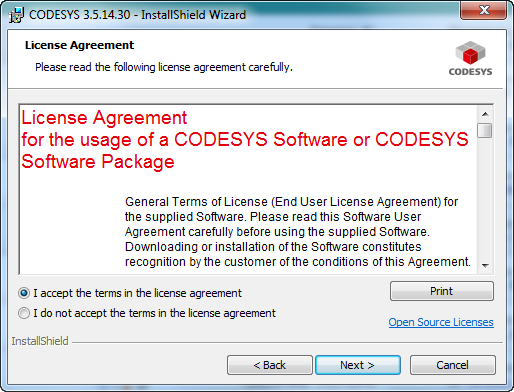 CODESYS 3.5.14.30 - InstallShield Wizard
License Agreement
Please read the following license agreement carefully.
CODESYS
License Agreement
for the usage of a CODESYS Software or CODESYS
Software Package
General Terms of License (End User License Agreement) for
the supplied Software. Please read this Software User
Agreement carefully before using the supplied Software.
Downloading or installation of the Software constitutes
recognition by the customer of the conditions of this Agreement.
I accept the terms in the license agreement
Print
I do not accept the terms in the license agreement
Open Source Licenses
InstallShield
< Back
Next >
Cancel